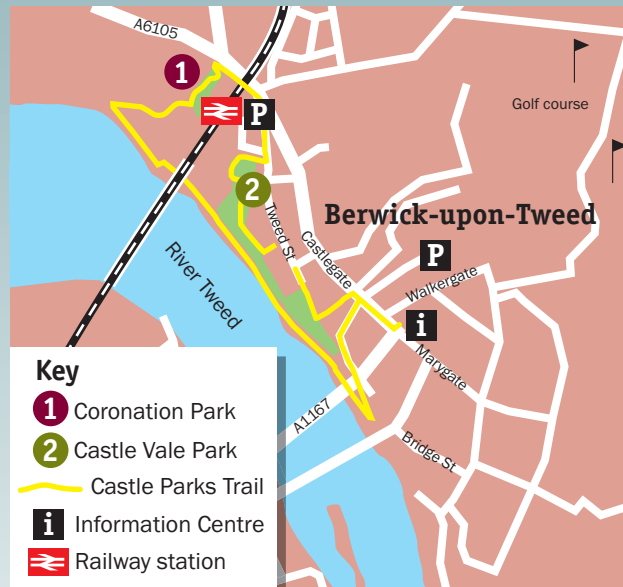 A6105
1
P
Golf course
2
Tweed St
Castlegate
Berwick-upon-Tweed
P
River Tweed
Walkergate
i
Marygate
A1167
Bridge St
Key
1 Coronation Park
2 Castle Vale Park
Castle Parks Trail
i Information Centre
Railway station